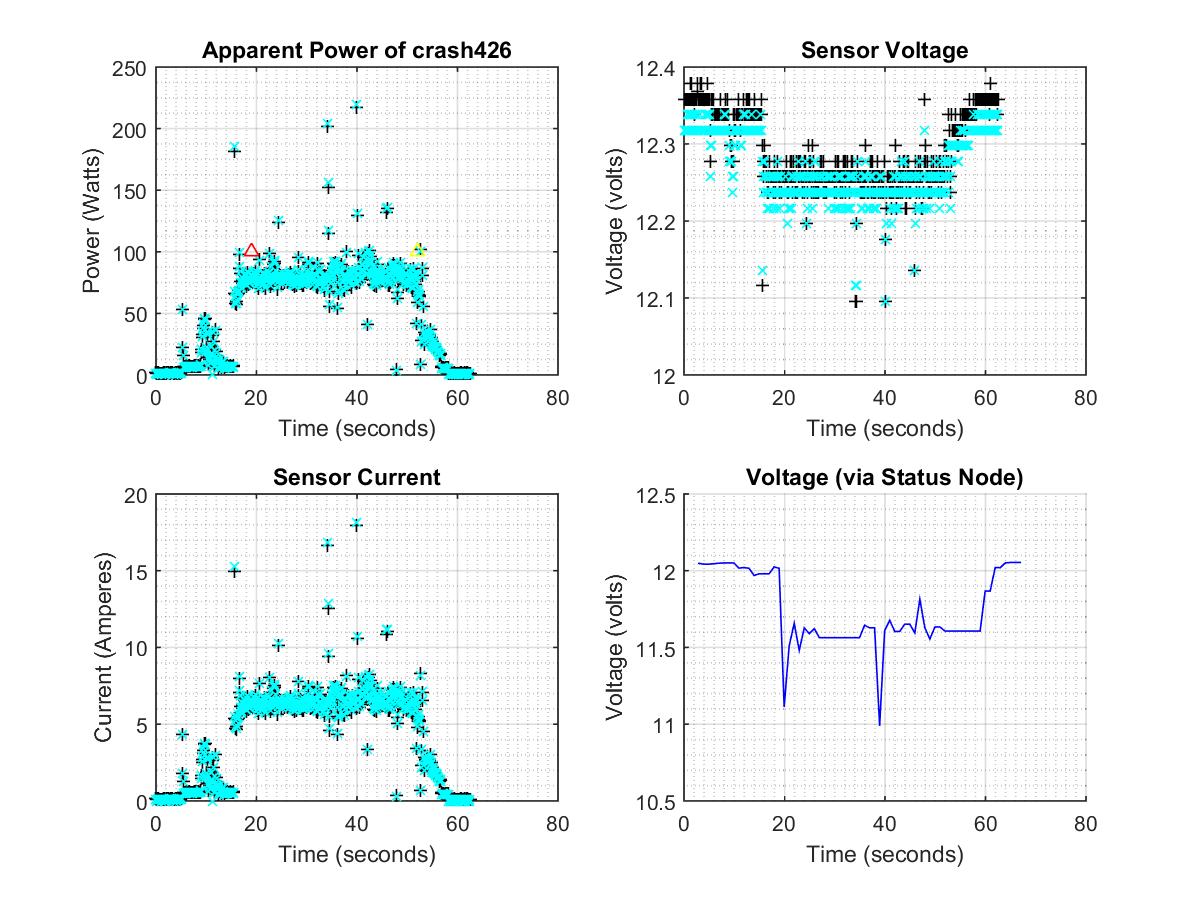 Apparent Power of crash426
250
200
150
100
50
0
Power (Watts)
0 20 40 60 80
Time (seconds)
Sensor Voltage
12.4
12.3
12.2
12.1
12
Voltage (volts)
0 20 40 60 80
Time (seconds)
Sensor Current
20
15
10
5
0
Current (Amperes)
0 20 40 60 80
Time (seconds)
Voltage (via Status Node)
12.5
12
11.5
11
10.5
Voltage (volts)
0 20 40 60 80
Time (seconds)